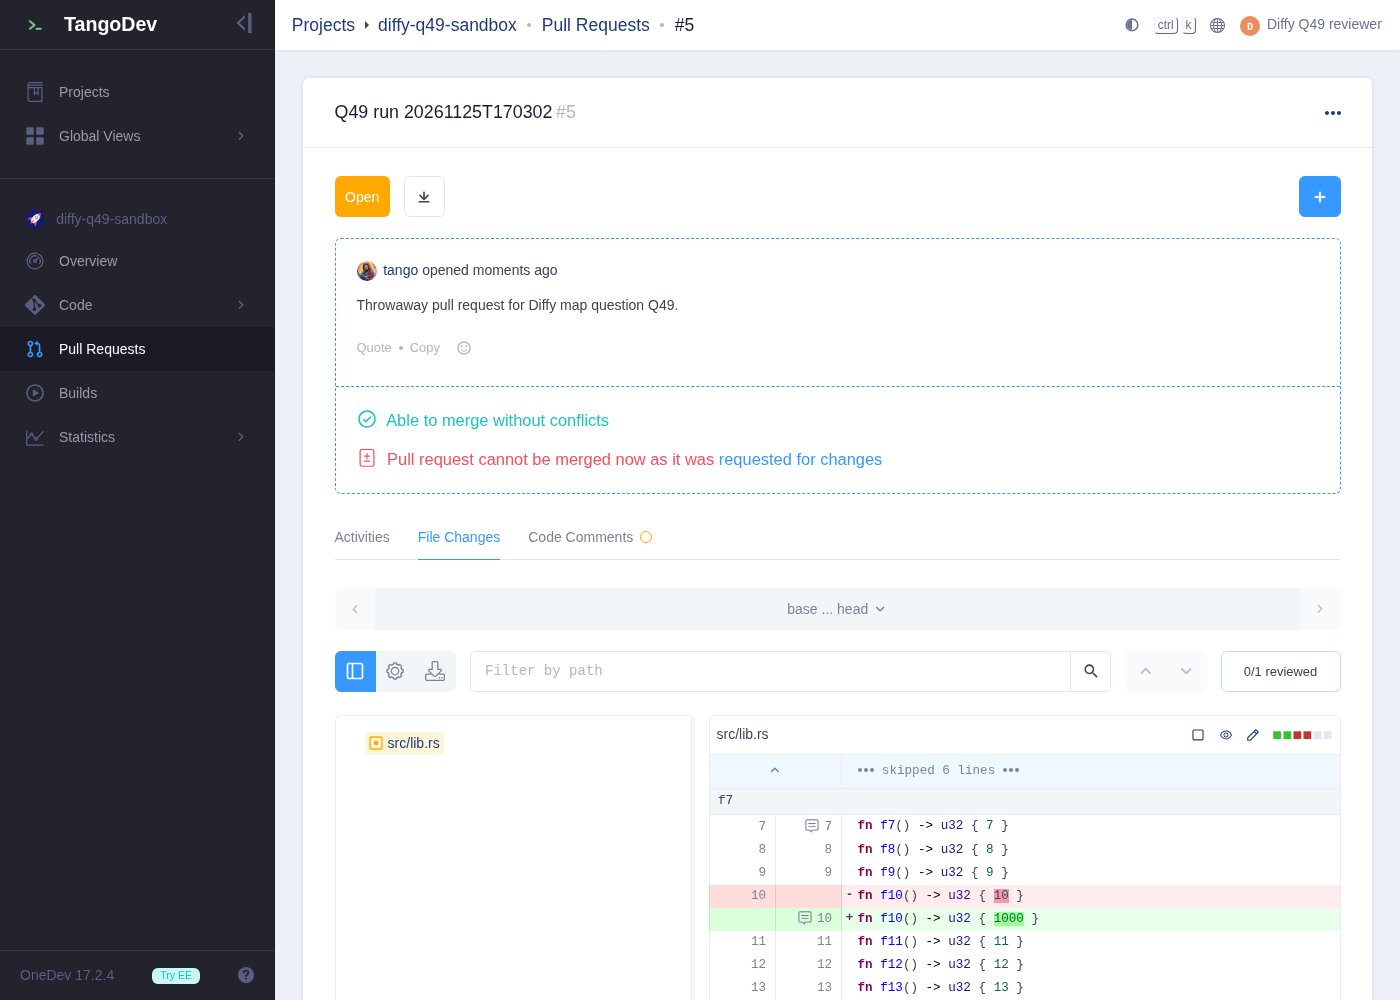 TangoDev
Projects
Global Views
diffy-q49-sandbox
Overview
Code
Pull Requests
Builds
Statistics
OneDev 17.2.4
Try EE
Projects diffy-q49-sandbox • Pull Requests • #5
ctrl k
D Diffy Q49 reviewer
Q49 run 20261125T170302 #5
Open
tango opened moments ago
Throwaway pull request for Diffy map question Q49.
Quote • Copy
Able to merge without conflicts
Pull request cannot be merged now as it was requested for changes
Activities File Changes Code Comments
base ... head
Filter by path
0/1 reviewed
src/lib.rs
src/lib.rs
••• skipped 6 lines •••
f7
7 7 fn f7() -> u32 { 7 }
8 8 fn f8() -> u32 { 8 }
9 9 fn f9() -> u32 { 9 }
10 - fn f10() -> u32 { 10 }
10 + fn f10() -> u32 { 1000 }
11 11 fn f11() -> u32 { 11 }
12 12 fn f12() -> u32 { 12 }
13 13 fn f13() -> u32 { 13 }